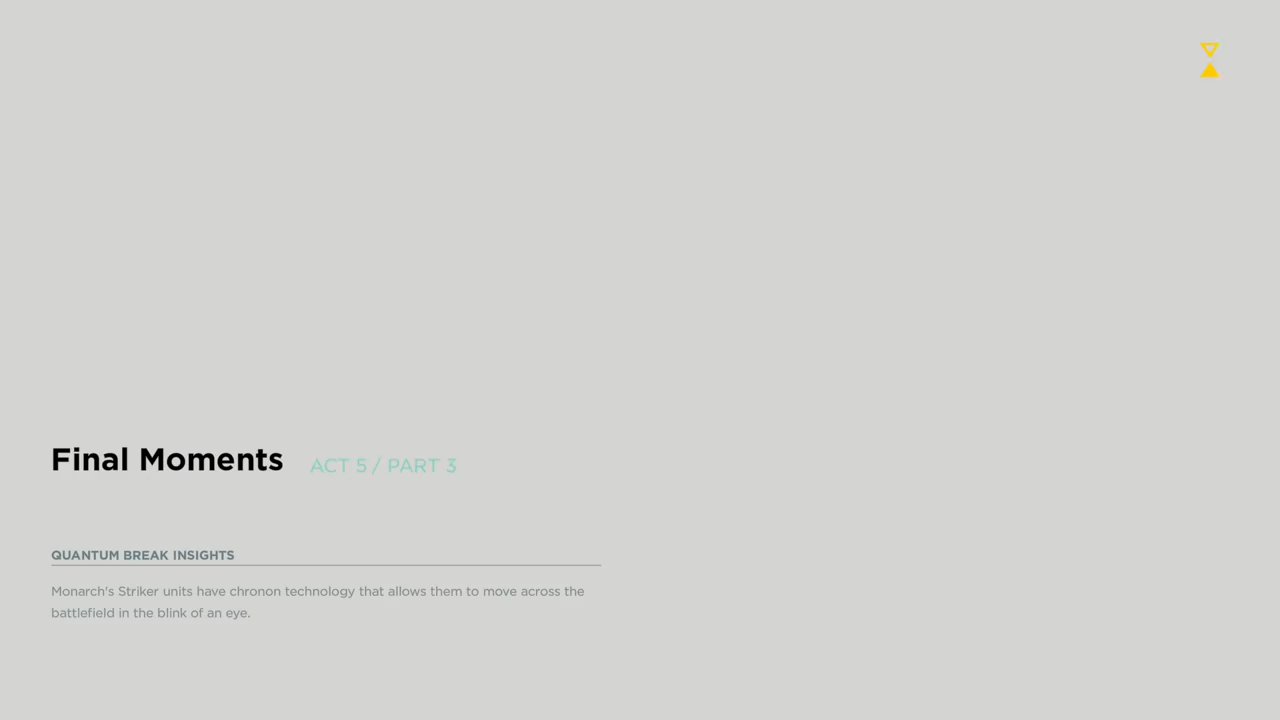 Final Moments ACT 5 / PART 3
QUANTUM BREAK INSIGHTS
Monarch's Striker units have chronon technology that allows them to move across the
battlefield in the blink of an eye.